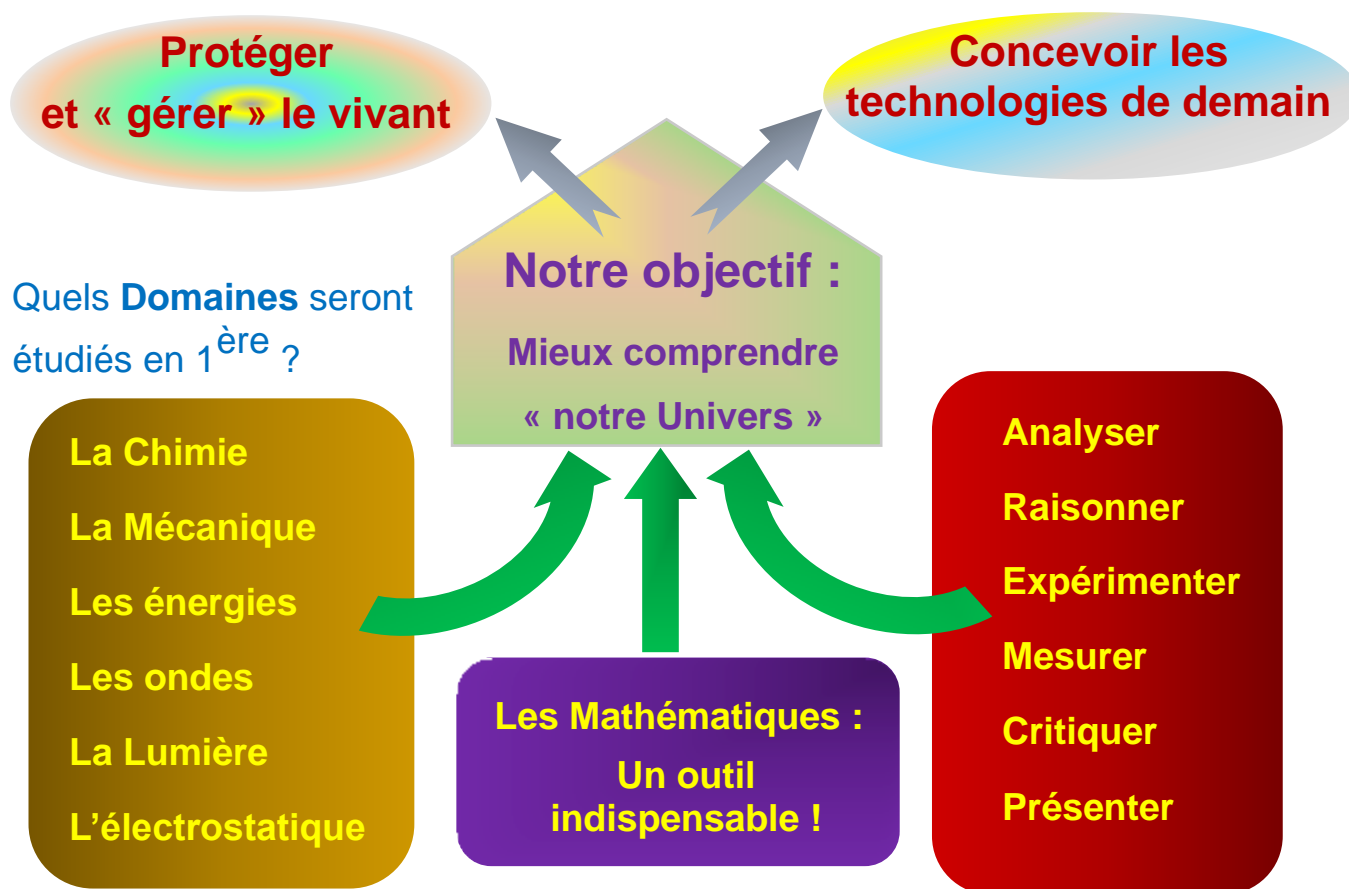 Protéger
et « gérer » le vivant
Concevoir les
technologies de demain
Notre objectif :
Mieux comprendre
« notre Univers »
Quels Domaines seront
étudiés en 1ère ?
La Chimie
La Mécanique
Les énergies
Les ondes
La Lumière
L’électrostatique
Les Mathématiques :
Un outil
indispensable !
Analyser
Raisonner
Expérimenter
Mesurer
Critiquer
Présenter